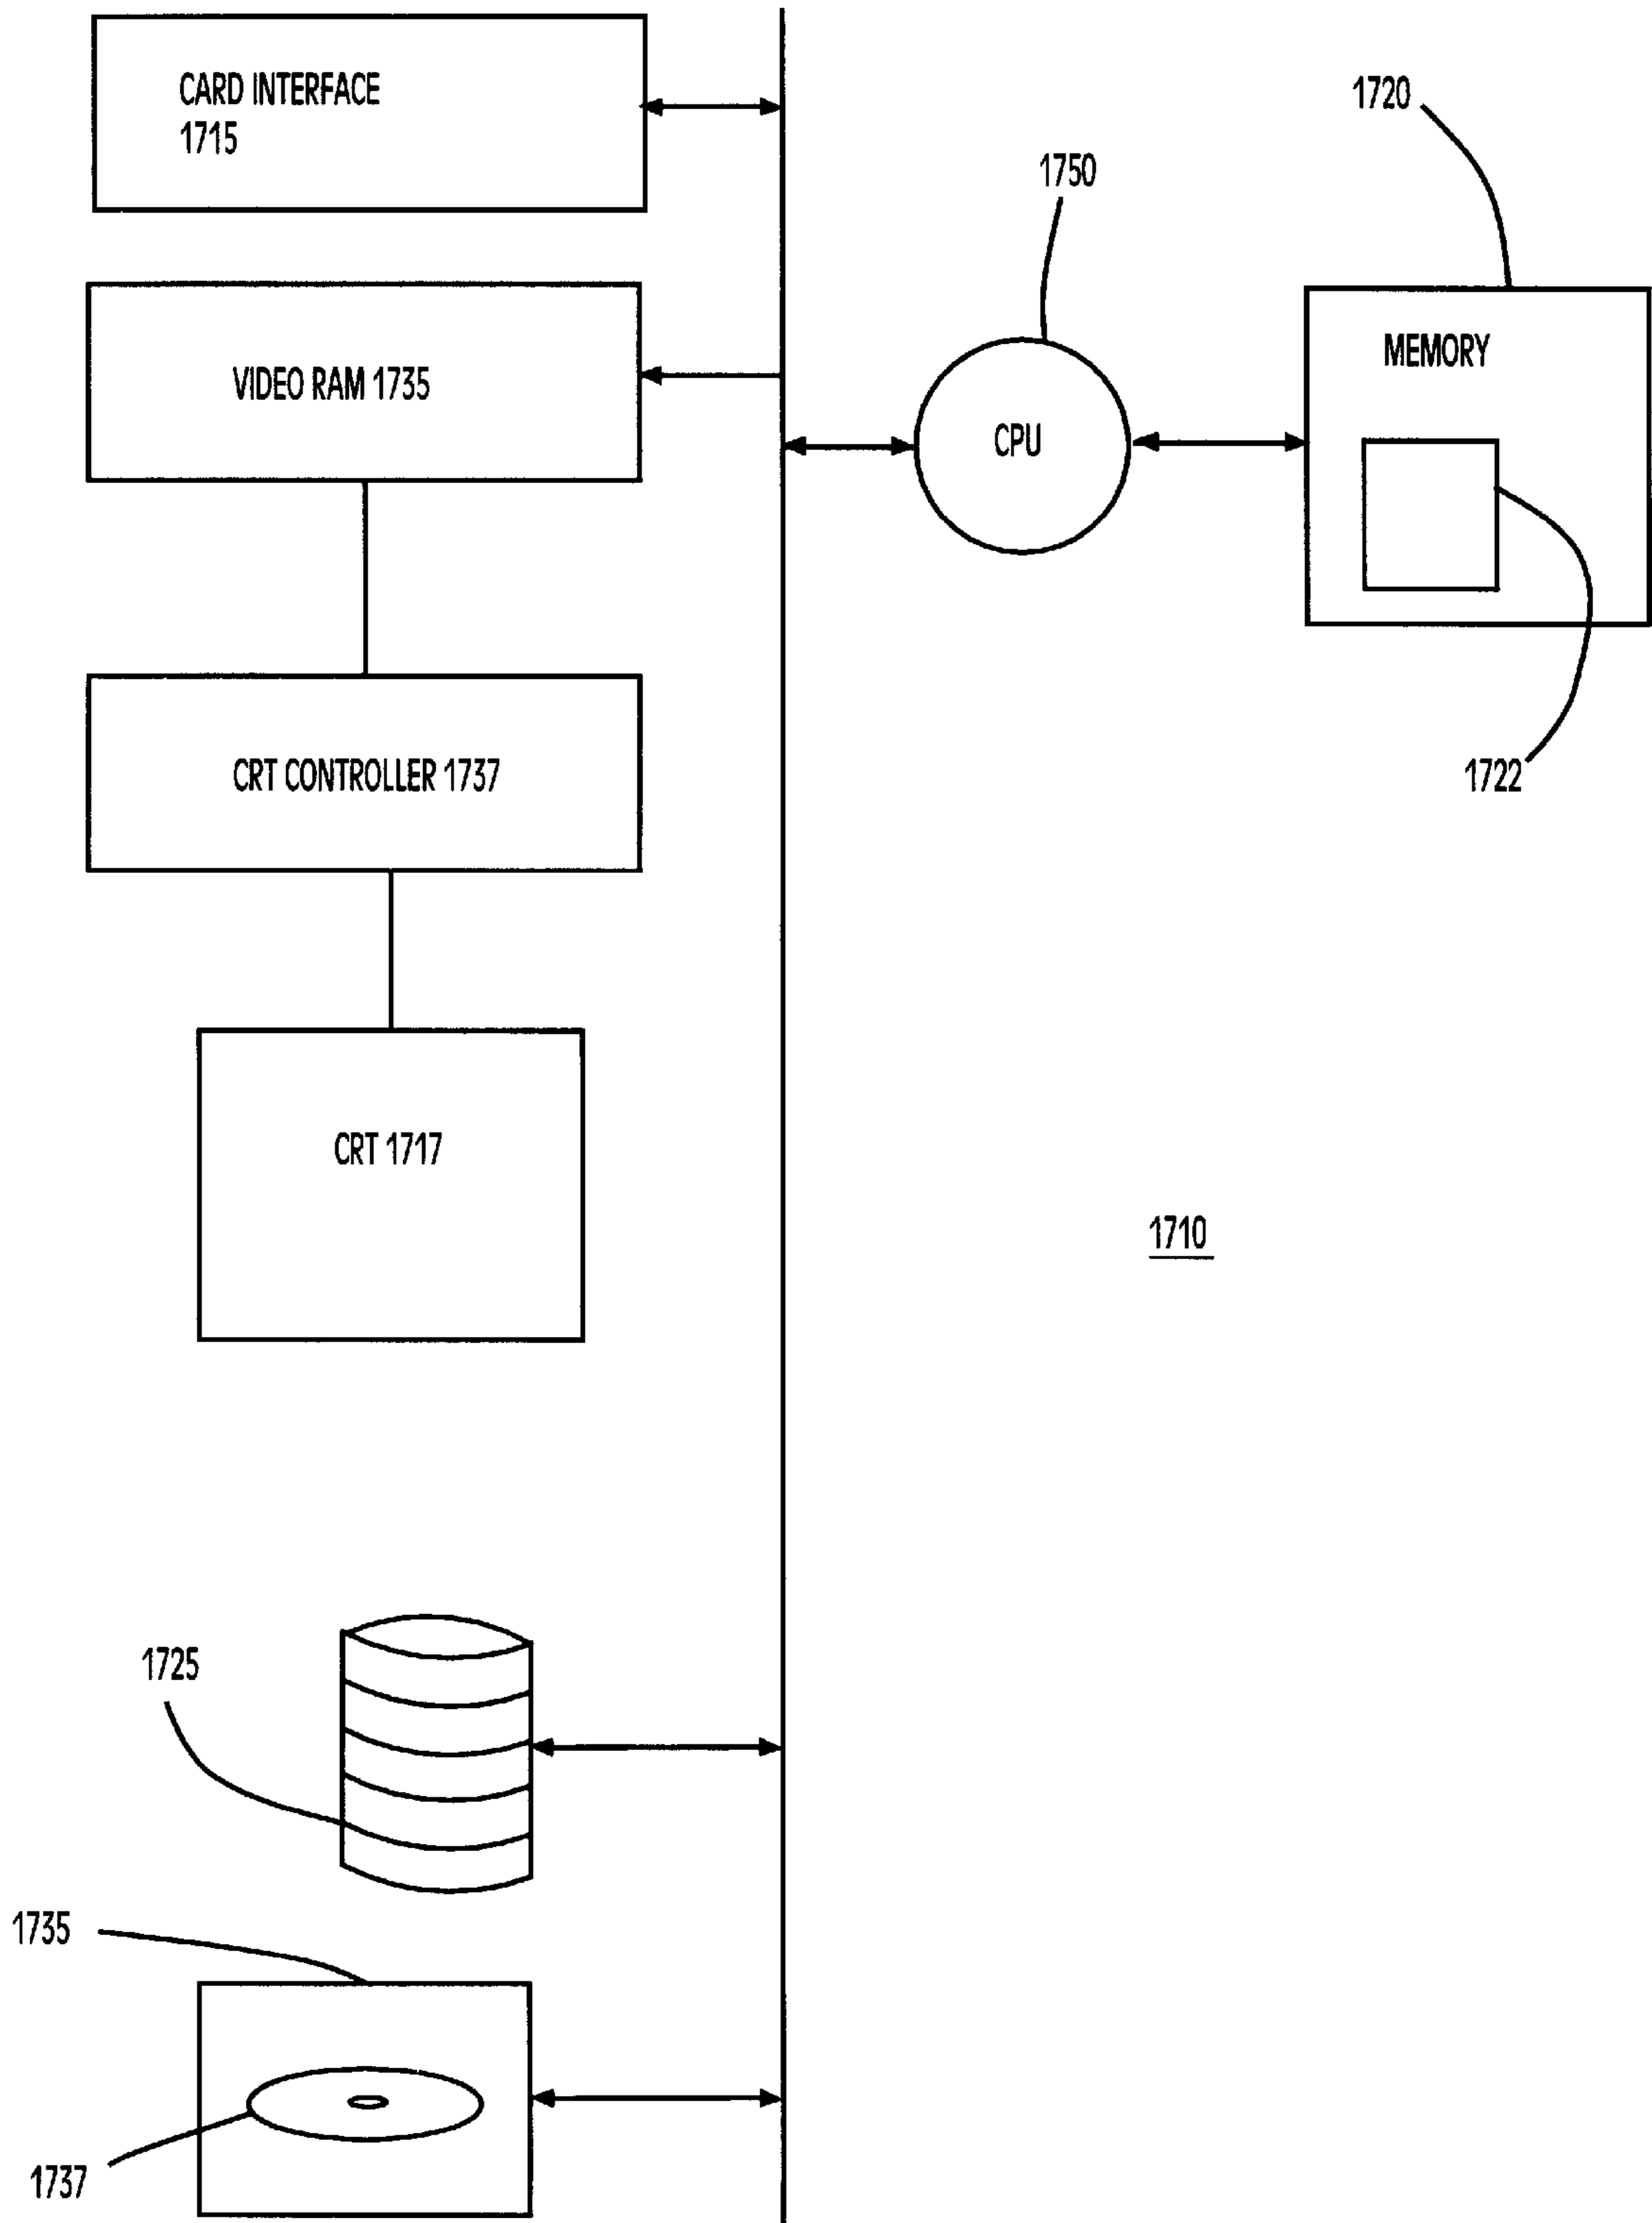 CARD INTERFACE
1715
1720
1750
VIDEO RAM 1735
MEMORY
CPU
CRT CONTROLLER 1737
1722
CRT 1717
1710
1725
1735
1737